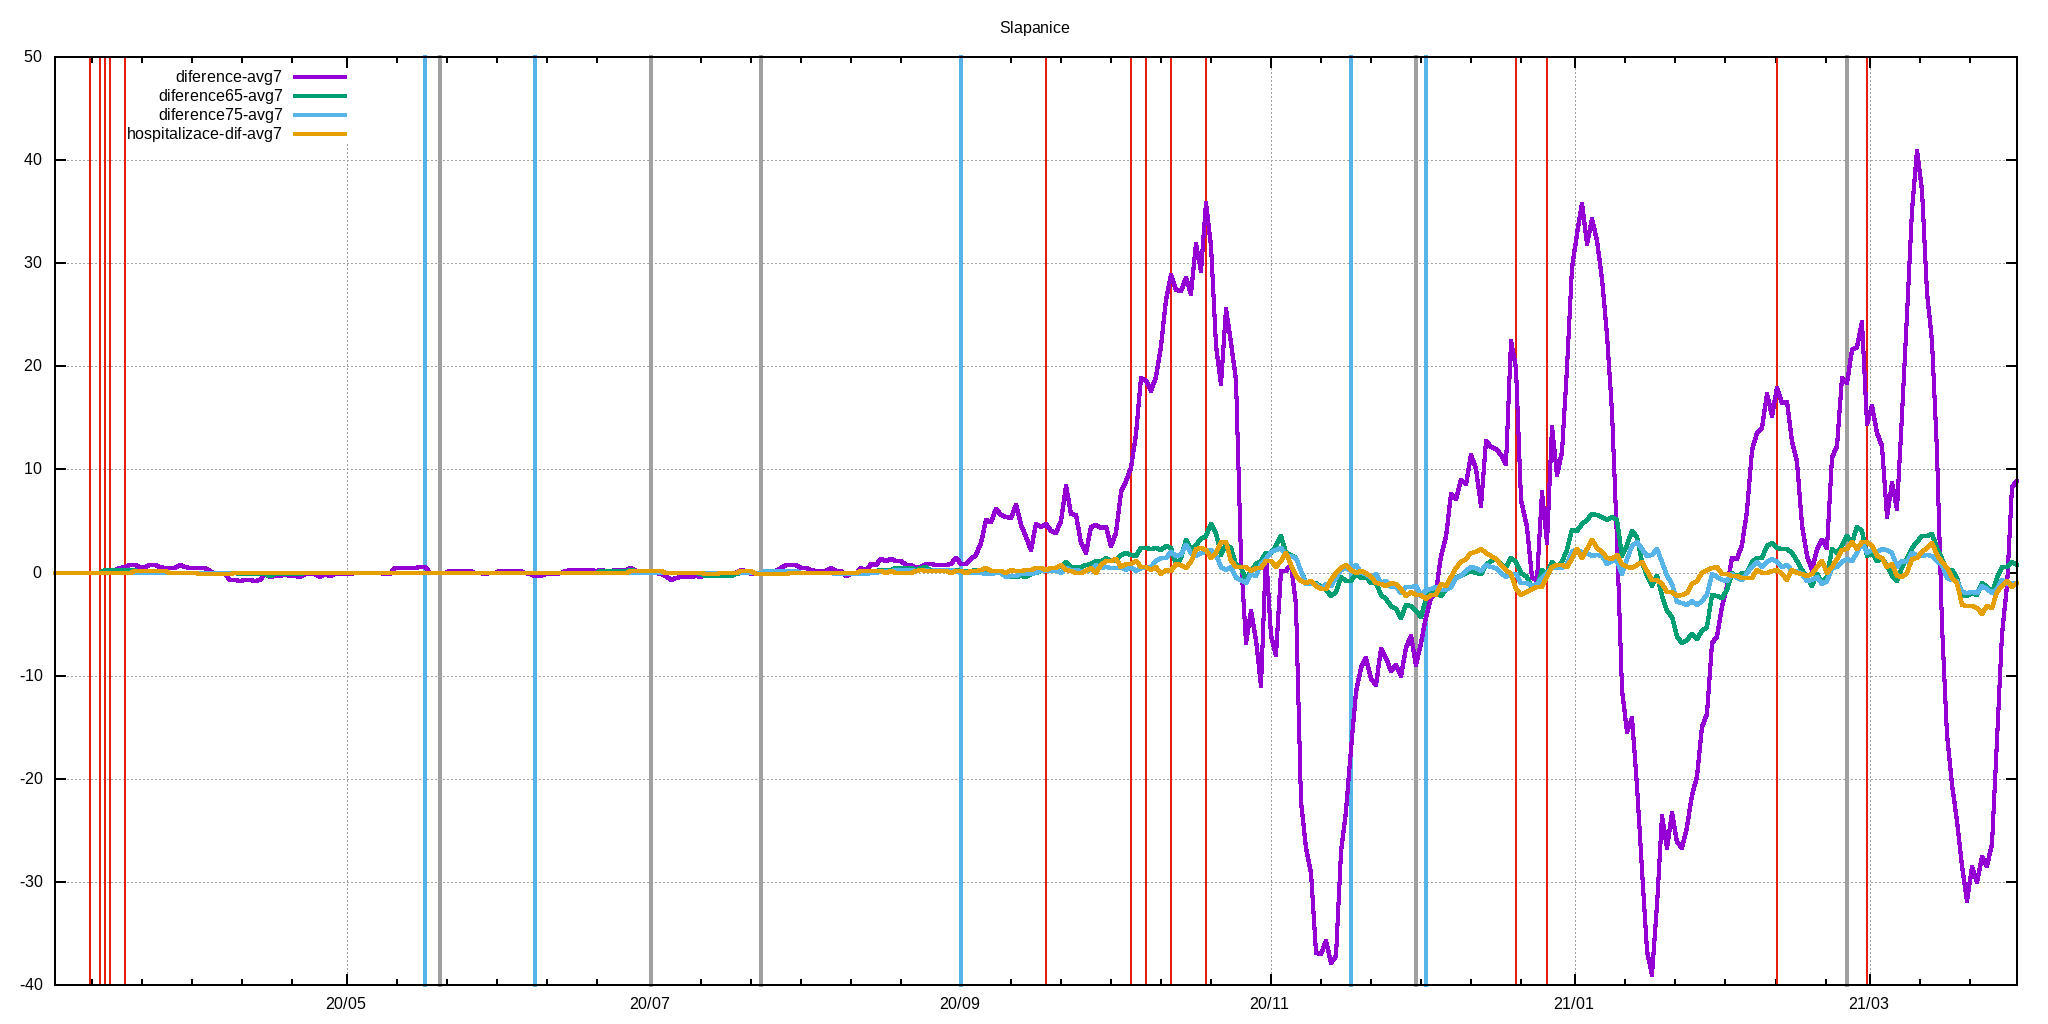 Slapanice
50
diference-avg7
diference65-avg7
diference75-avg7
hospitalizace-dif-avg7
40
30
20
10
0
-10
-20
-30
-40
20/05 20/07 20/09 20/11 21/01 21/03